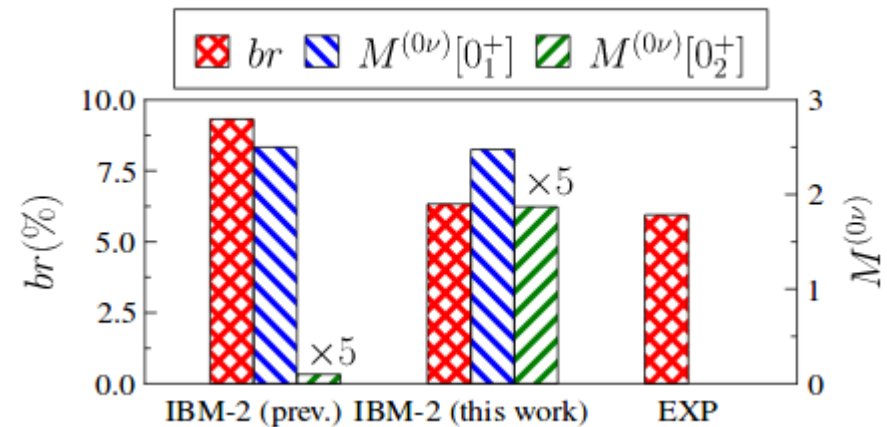 br M^(0ν)[0_1^+] M^(0ν)[0_2^+]
10.0
7.5
5.0
2.5
0.0
br(%)
×5
×5
3
2
1
0
M^(0ν)
IBM-2 (prev.) IBM-2 (this work) EXP